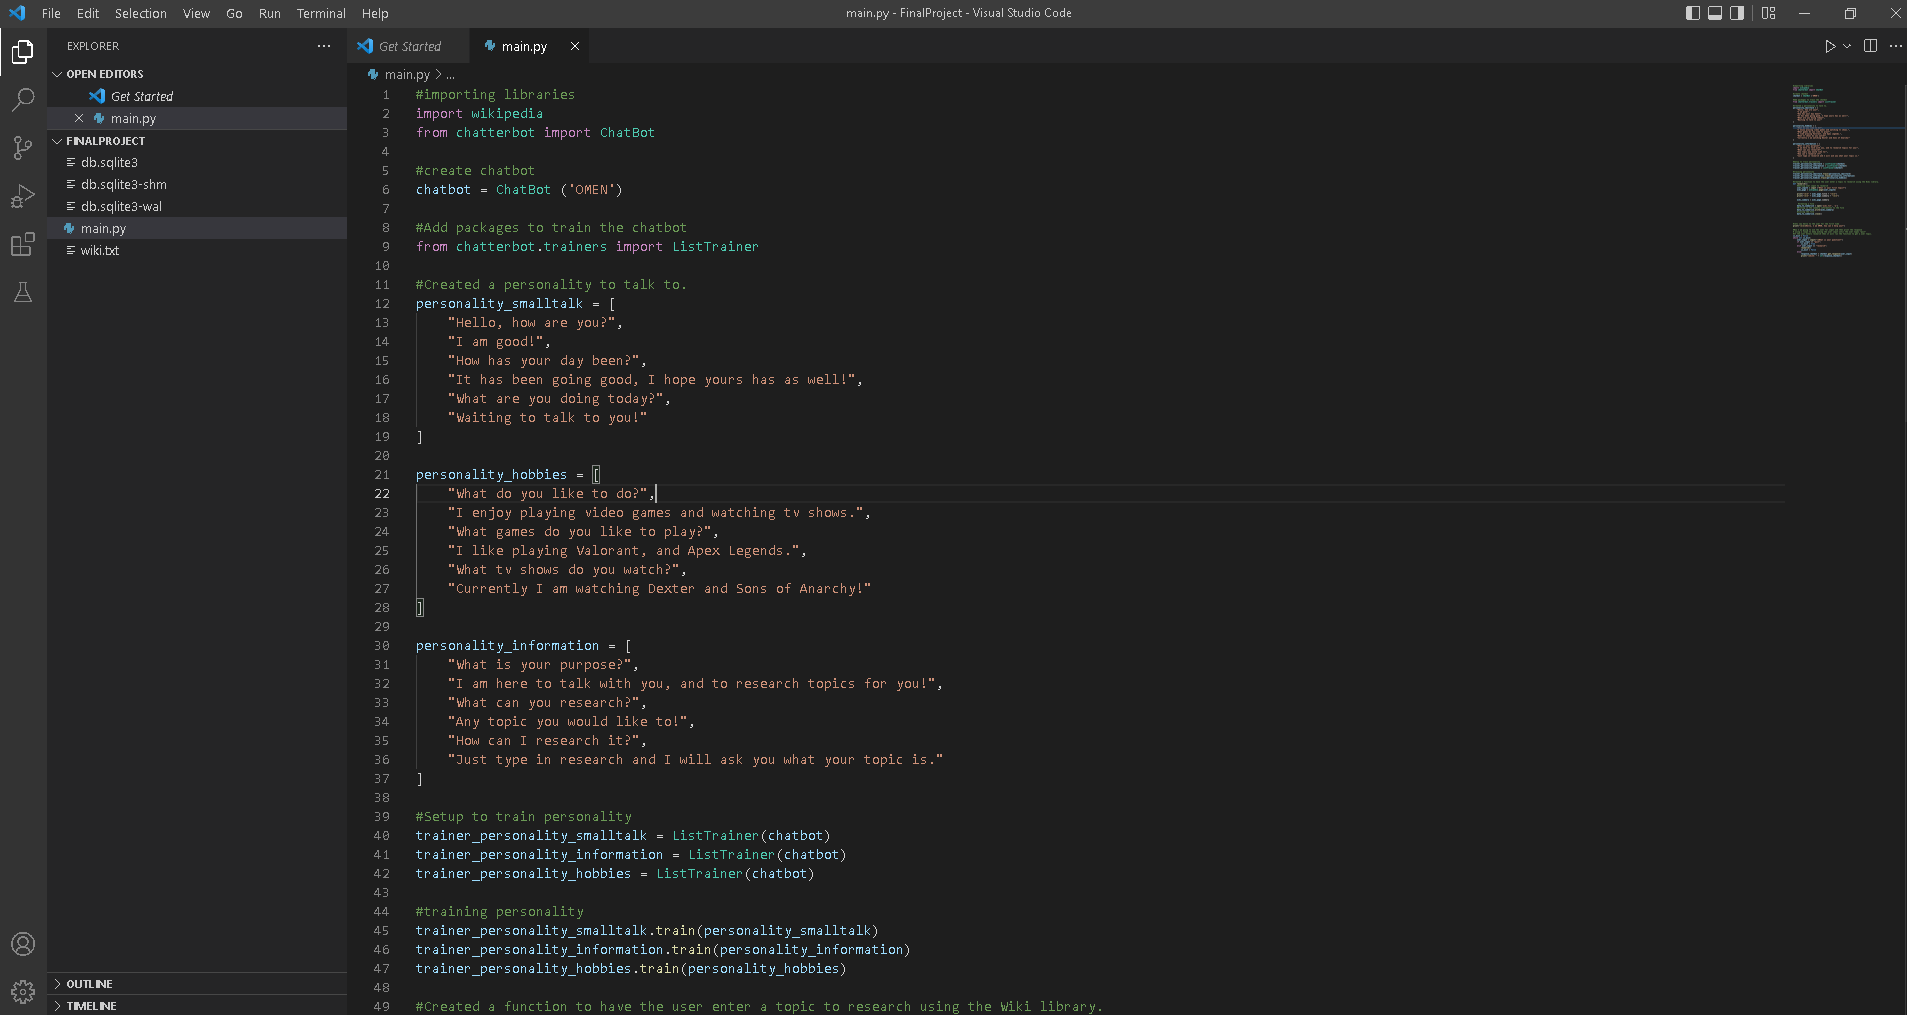 File Edit Selection View Go Run Terminal Help
main.py - FinalProject - Visual Studio Code
EXPLORER
OPEN EDITORS
Get Started
main.py
FINALPROJECT
db.sqlite3
db.sqlite3-shm
db.sqlite3-wal
main.py
wiki.txt
OUTLINE
TIMELINE
Get Started
main.py
main.py > ...
1 #importing libraries
2 import wikipedia
3 from chatterbot import ChatBot
4
5 #create chatbot
6 chatbot = ChatBot ('OMEN')
7
8 #Add packages to train the chatbot
9 from chatterbot.trainers import ListTrainer
10
11 #Created a personality to talk to.
12 personality_smalltalk = [
13 "Hello, how are you?",
14 "I am good!",
15 "How has your day been?",
16 "It has been going good, I hope yours has as well!",
17 "What are you doing today?",
18 "Waiting to talk to you!"
19 ]
20
21 personality_hobbies = [
22 "What do you like to do?",
23 "I enjoy playing video games and watching tv shows.",
24 "What games do you like to play?",
25 "I like playing Valorant, and Apex Legends.",
26 "What tv shows do you watch?",
27 "Currently I am watching Dexter and Sons of Anarchy!"
28 ]
29
30 personality_information = [
31 "What is your purpose?",
32 "I am here to talk with you, and to research topics for you!",
33 "What can you research?",
34 "Any topic you would like to!",
35 "How can I research it?",
36 "Just type in research and I will ask you what your topic is."
37 ]
38
39 #Setup to train personality
40 trainer_personality_smalltalk = ListTrainer(chatbot)
41 trainer_personality_information = ListTrainer(chatbot)
42 trainer_personality_hobbies = ListTrainer(chatbot)
43
44 #training personality
45 trainer_personality_smalltalk.train(personality_smalltalk)
46 trainer_personality_information.train(personality_information)
47 trainer_personality_hobbies.train(personality_hobbies)
48
49 #Created a function to have the user enter a topic to research using the Wiki library.